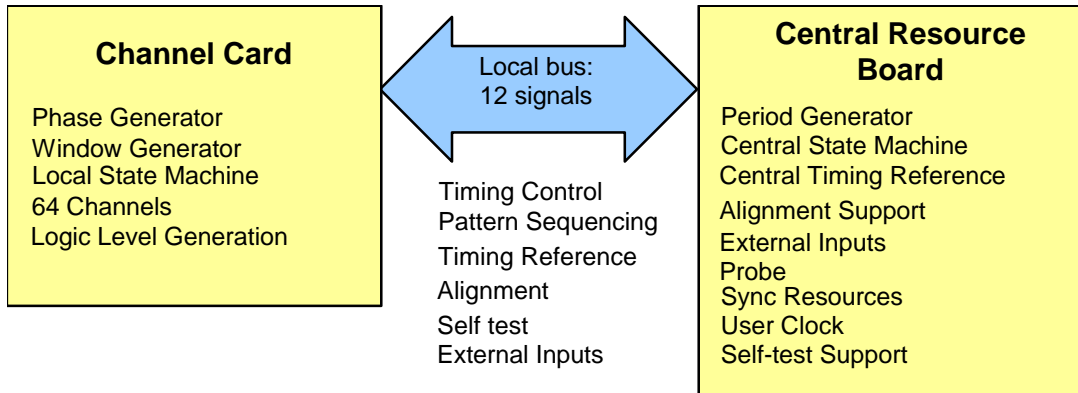 Channel Card
Phase Generator
Window Generator
Local State Machine
64 Channels
Logic Level Generation
Local bus:
12 signals
Timing Control
Pattern Sequencing
Timing Reference
Alignment
Self test
External Inputs
Central Resource
Board
Period Generator
Central State Machine
Central Timing Reference
Alignment Support
External Inputs
Probe
Sync Resources
User Clock
Self-test Support